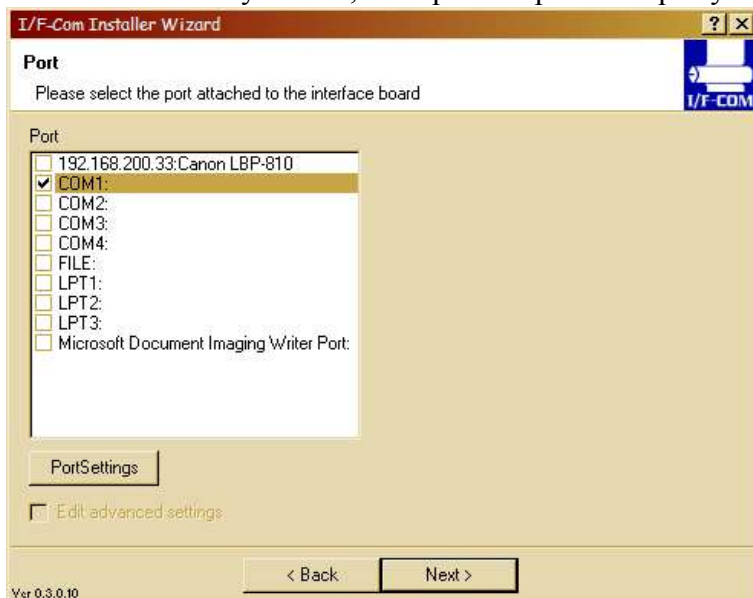 I/F-Com Installer Wizard
Port
Please select the port attached to the interface board
I/F-COM
Port
192.168.200.33:Canon LBP-810
COM1:
COM2:
COM3:
COM4:
FILE:
LPT1:
LPT2:
LPT3:
Microsoft Document Imaging Writer Port:
PortSettings
Edit advanced settings
< Back
Next >
Ver 0.3.0.10